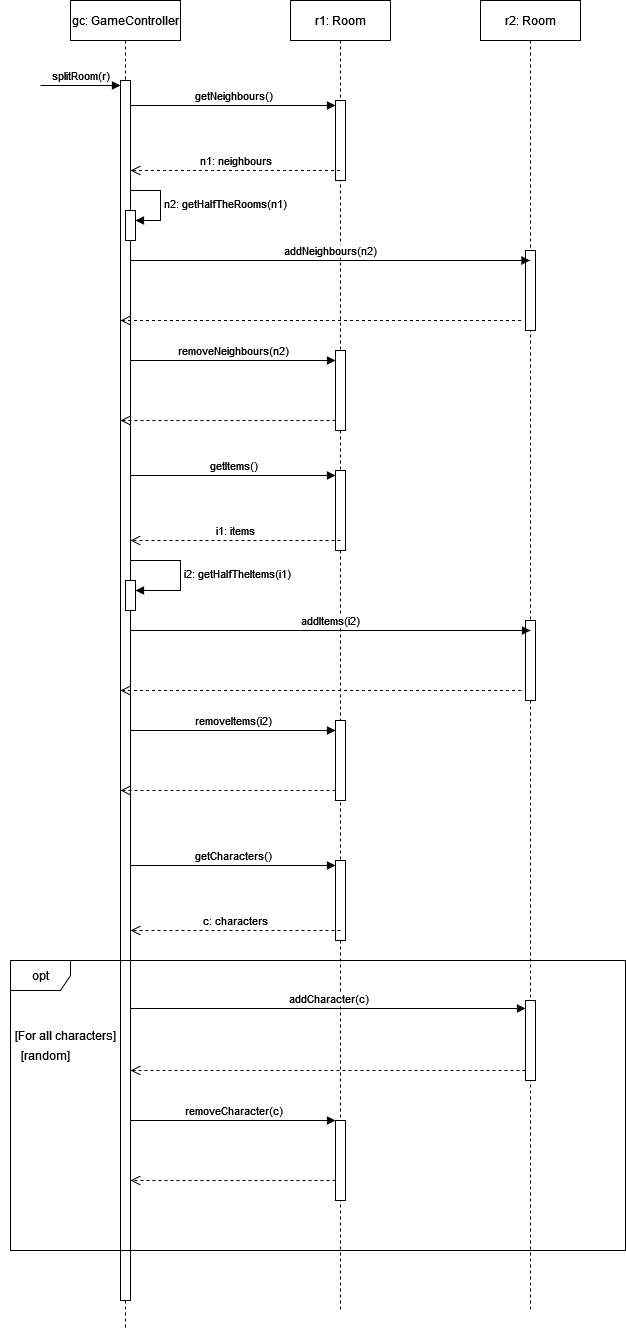 gc: GameController
r1: Room
r2: Room
splitRoom(r)
getNeighbours()
n1: neighbours
n2: getHalfTheRooms(n1)
addNeighbours(n2)
removeNeighbours(n2)
getItems()
i1: items
i2: getHalfTheItems(i1)
addItems(i2)
removeItems(i2)
getCharacters()
c: characters
opt
addCharacter(c)
[For all characters]
[random]
removeCharacter(c)